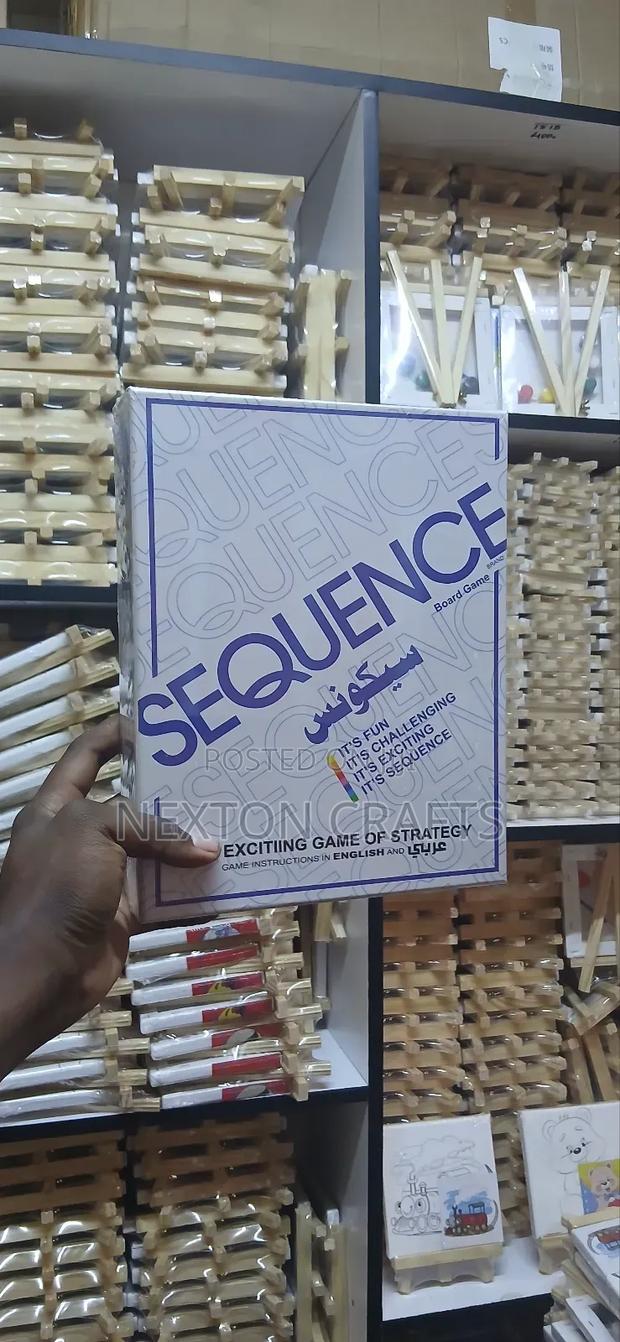 SEQUENCE
Board Game
BRAND
سيكونس
IT'S FUN
IT'S CHALLENGING
IT'S EXCITING
IT'S SEQUENCE
POSTED ON
NEXTON CRAFTS
EXCITIING GAME OF STRATEGY
GAME INSTRUCTIONS IN ENGLISH AND عربي